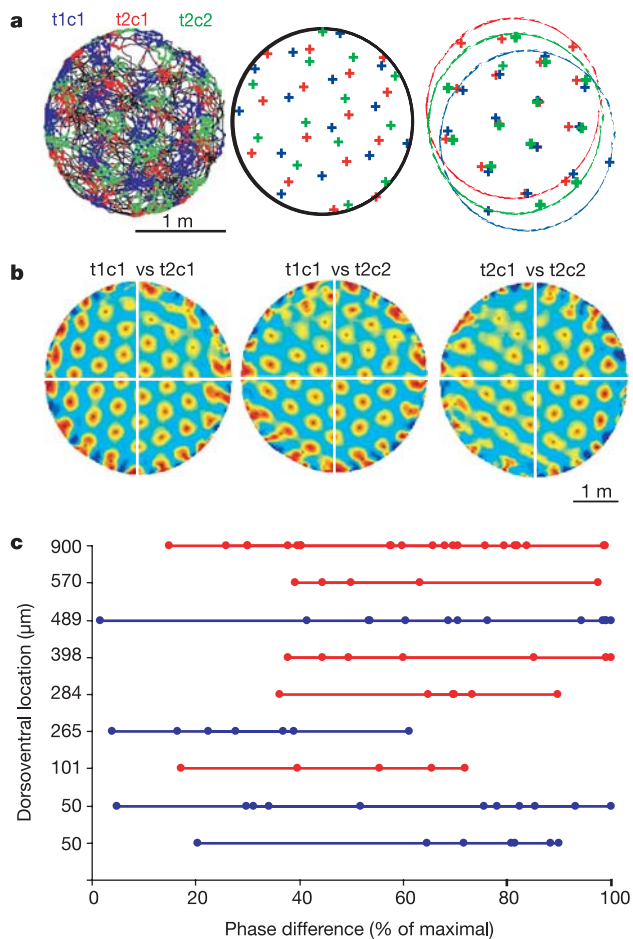 a
t1c1 t2c1 t2c2
1 m
b
t1c1 vs t2c1
t1c1 vs t2c2
t2c1 vs t2c2
1 m
c
Dorsoventral location (µm)
900
570
489
398
284
265
101
50
50
0 20 40 60 80 100
Phase difference (% of maximal)